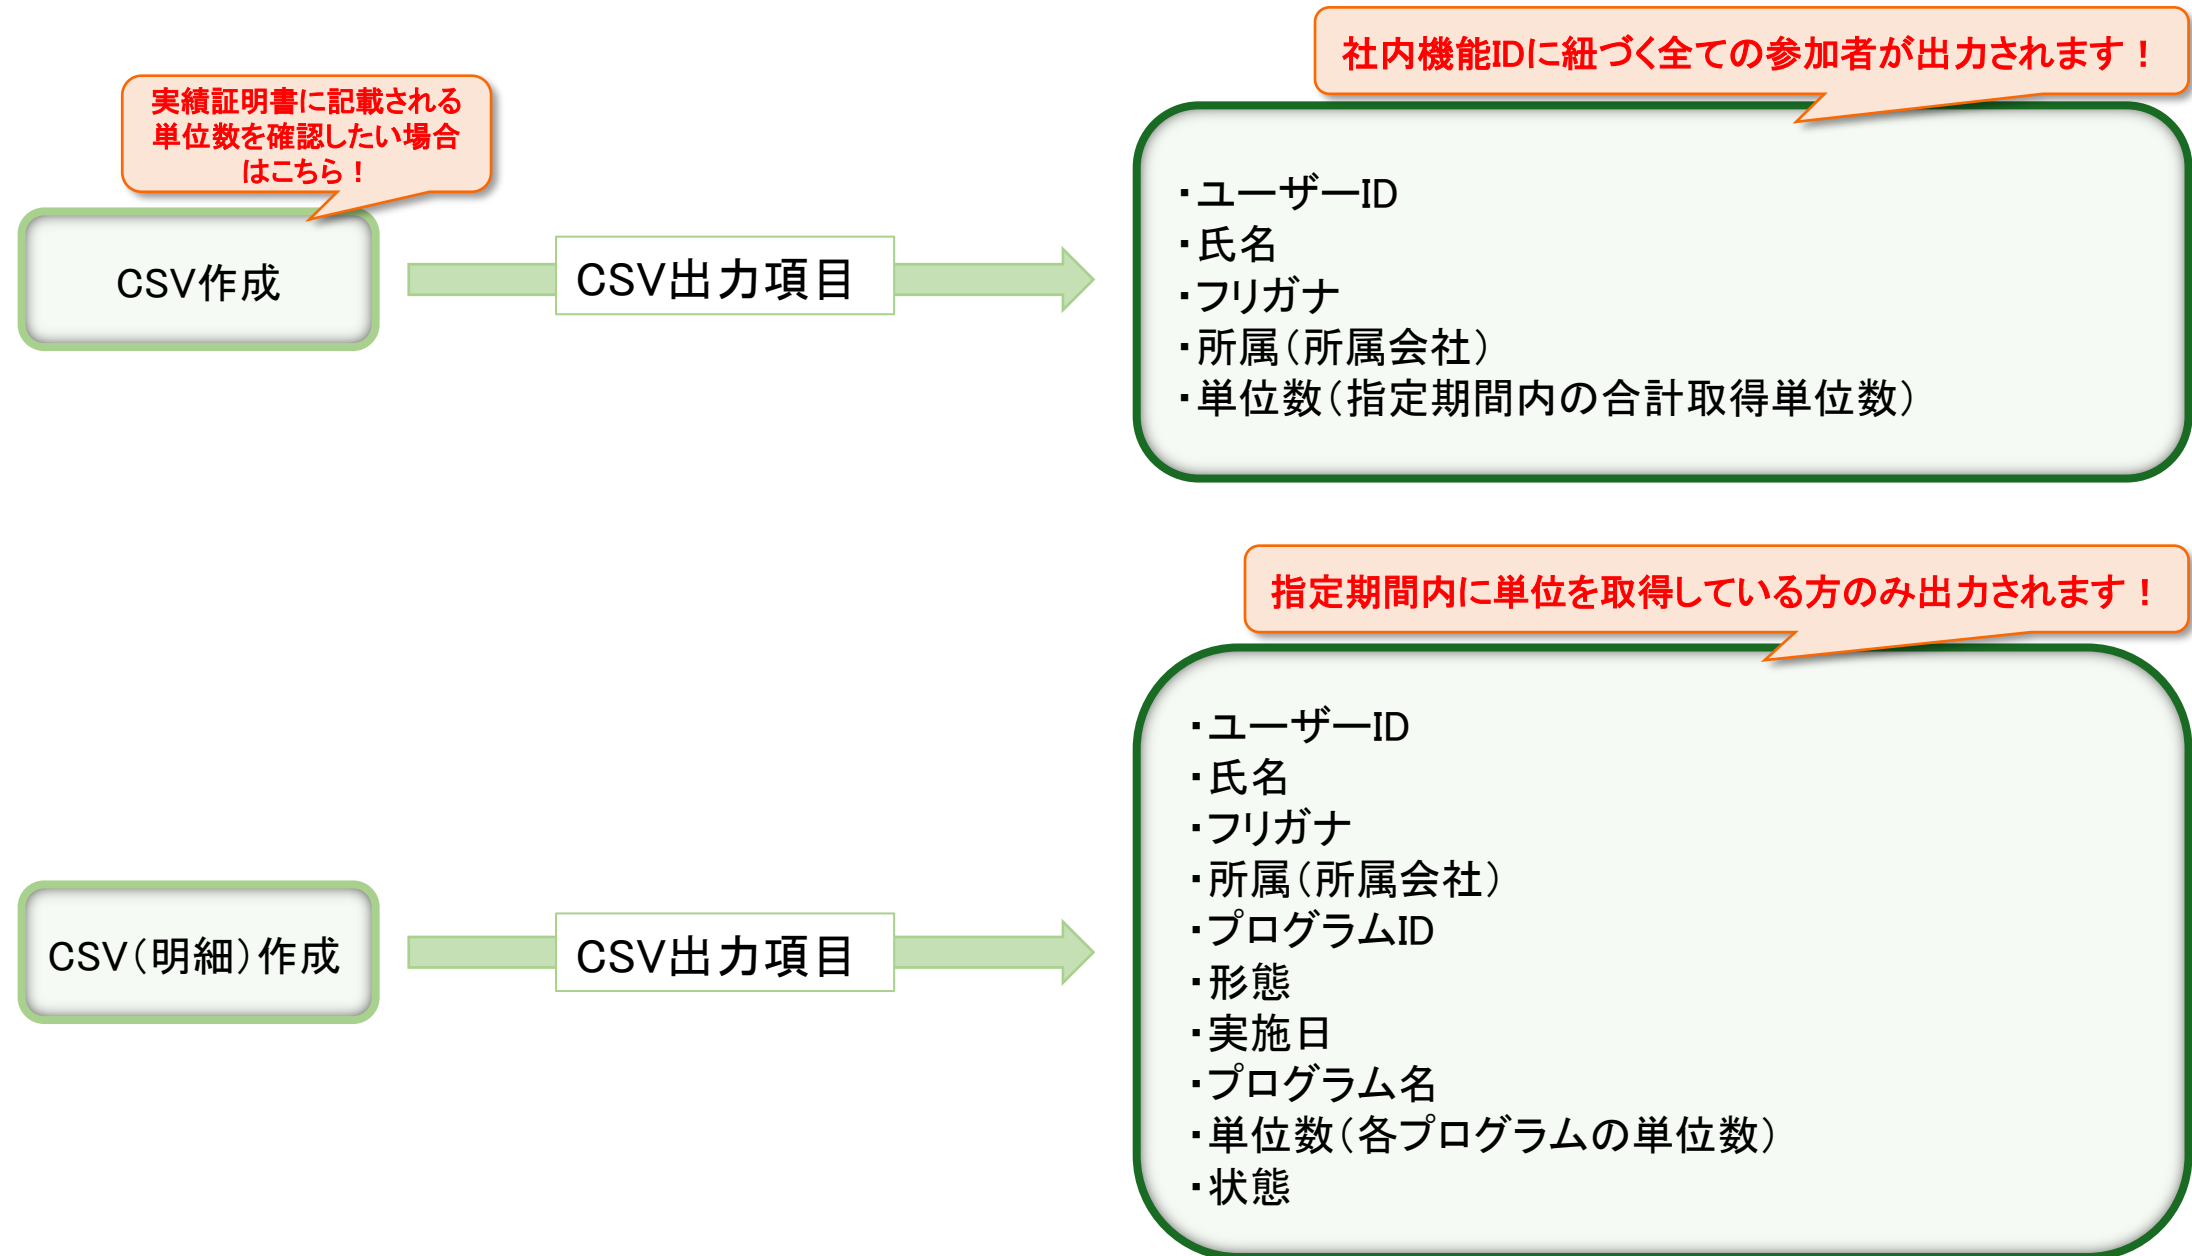 社内機能IDに紐づく全ての参加者が出力されます！
実績証明書に記載される
単位数を確認したい場合
はこちら！
CSV作成
CSV出力項目
・ユーザーID
・氏名
・フリガナ
・所属（所属会社）
・単位数（指定期間内の合計取得単位数）
指定期間内に単位を取得している方のみ出力されます！
CSV（明細）作成
CSV出力項目
・ユーザーID
・氏名
・フリガナ
・所属（所属会社）
・プログラムID
・形態
・実施日
・プログラム名
・単位数（各プログラムの単位数）
・状態